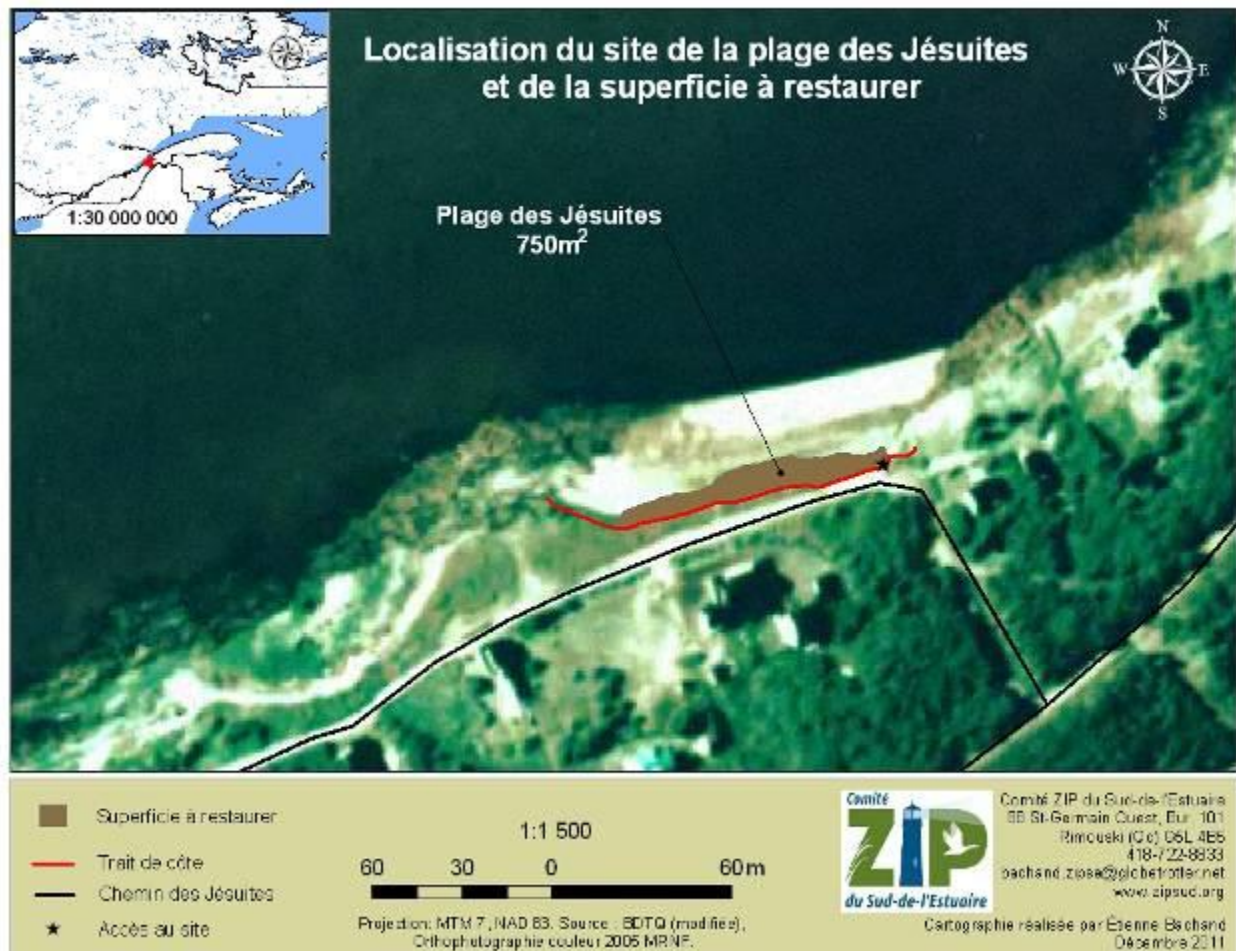 Localisation du site de la plage des Jésuites
et de la superficie à restaurer
N
W E
S
1:30 000 000
Plage des Jésuites
750m²
Superficie à restaurer
Trait de côte
Chemin des Jésuites
Accès au site
1:1 500
60 30 0 60 m
Projection: MTM 7, NAD 83. Source : BDTQ (modifiée),
Orthophotographie couleur 2005 MRNF.
Comité
ZIP
du Sud-de-l'Estuaire
Comité ZIP du Sud-de-l'Estuaire
St-Germain Ouest, Bur. 101
Rimouski (Qc) G5L 4B5
418-722-8833
bachand.zipse@globetrotter.net
www.zipsud.org
Cartographie réalisée par Étienne Bachand
Décembre 2011